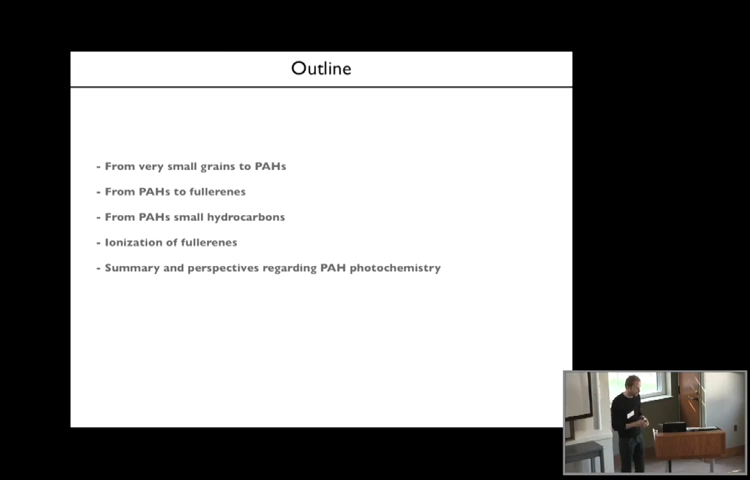 Outline
- From very small grains to PAHs
- From PAHs to fullerenes
- From PAHs small hydrocarbons
- Ionization of fullerenes
- Summary and perspectives regarding PAH photochemistry